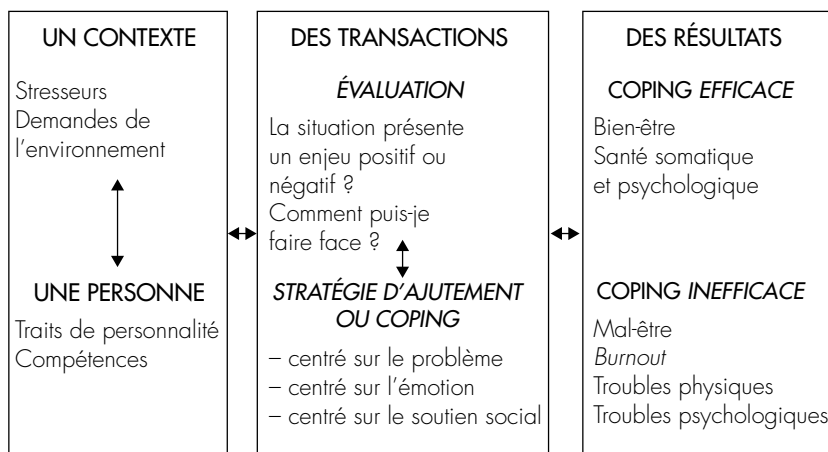 UN CONTEXTE
Stresseurs
Demandes de
l'environnement
UNE PERSONNE
Traits de personnalité
Compétences
DES TRANSACTIONS
ÉVALUATION
La situation présente
un enjeu positif ou
négatif ?
Comment puis-je
faire face ?
STRATÉGIE D'AJUTEMENT
OU COPING
– centré sur le problème
– centré sur l'émotion
– centré sur le soutien social
DES RÉSULTATS
COPING EFFICACE
Bien-être
Santé somatique
et psychologique
COPING INEFFICACE
Mal-être
Burnout
Troubles physiques
Troubles psychologiques